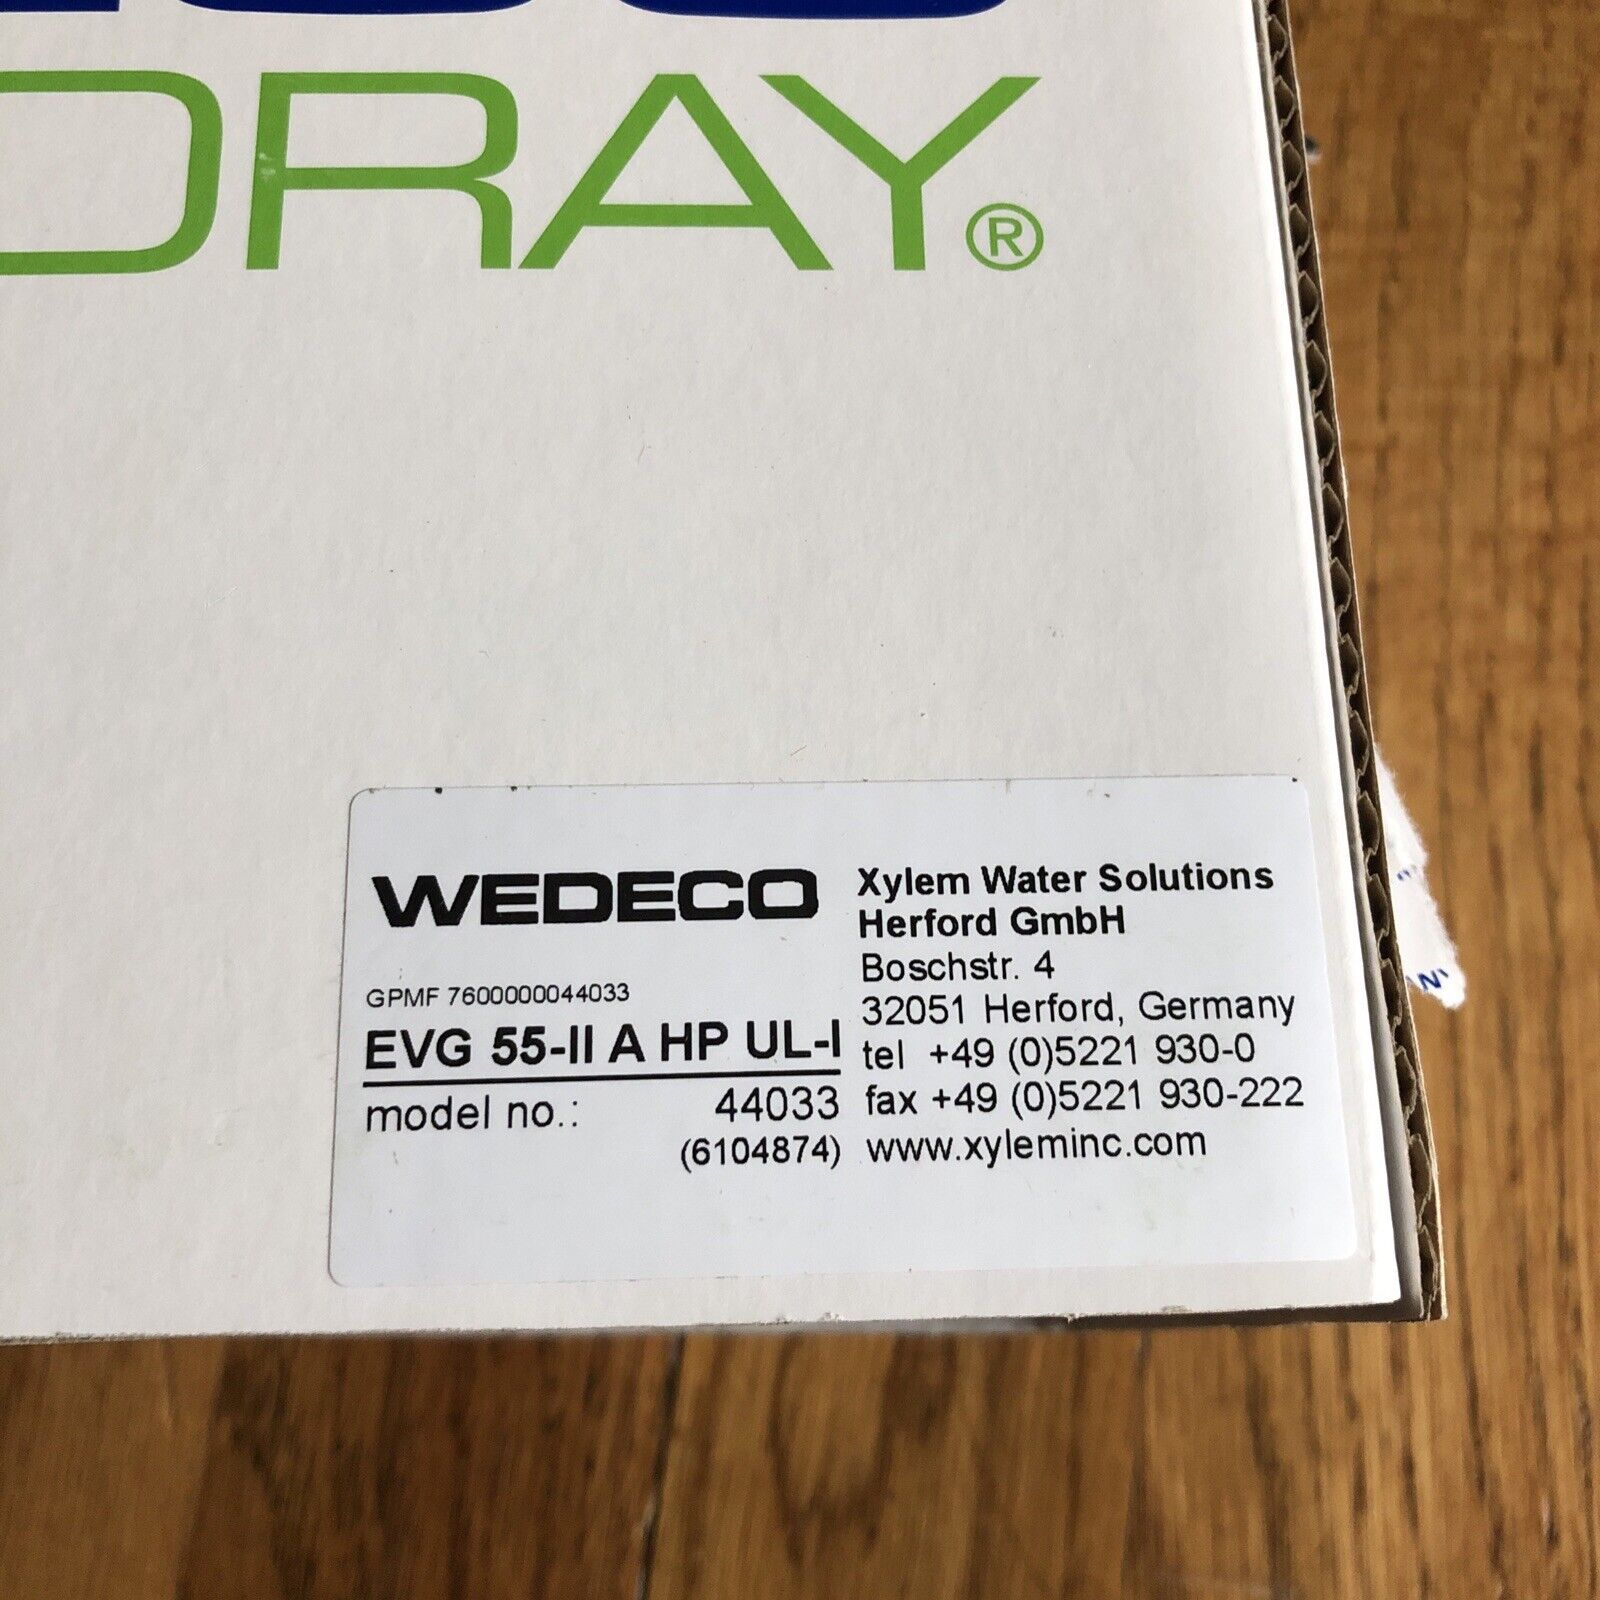 ORAY®
WEDECO
GPMF 7600000044033
EVG 55-II A HP UL-I
model no.: 44033
(6104874)
Xylem Water Solutions
Herford GmbH
Boschstr. 4
32051 Herford, Germany
tel +49 (0)5221 930-0
fax +49 (0)5221 930-222
www.xyleminc.com